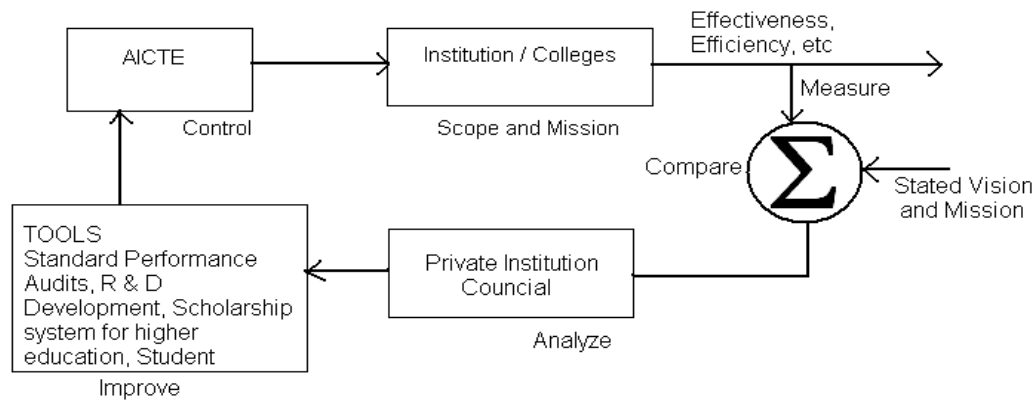 AICTE
Control
Institution / Colleges
Scope and Mission
Effectiveness,
Efficiency, etc
Measure
Compare
Σ
Stated Vision
and Mission
Private Institution
Councial
Analyze
TOOLS
Standard Performance
Audits, R & D
Development, Scholarship
system for higher
education, Student
Improve